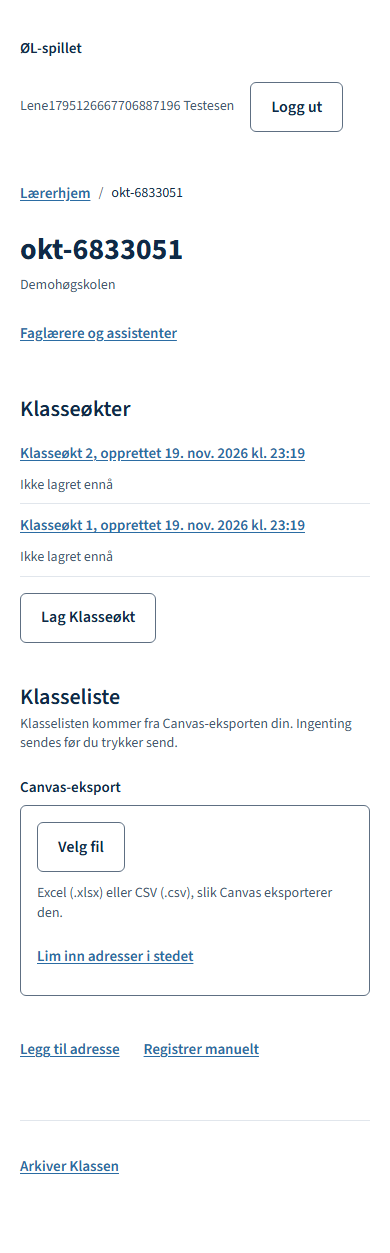 ØL-spillet
Lene1795126667706887196 Testesen
Logg ut
Lærerhjem / okt-6833051
okt-6833051
Demohøgskolen
Faglærere og assistenter
Klasseøkter
Klasseøkt 2, opprettet 19. nov. 2026 kl. 23:19
Ikke lagret ennå
Klasseøkt 1, opprettet 19. nov. 2026 kl. 23:19
Ikke lagret ennå
Lag Klasseøkt
Klasseliste
Klasselisten kommer fra Canvas-eksporten din. Ingenting
sendes før du trykker send.
Canvas-eksport
Velg fil
Excel (.xlsx) eller CSV (.csv), slik Canvas eksporterer
den.
Lim inn adresser i stedet
Legg til adresse Registrer manuelt
Arkiver Klassen